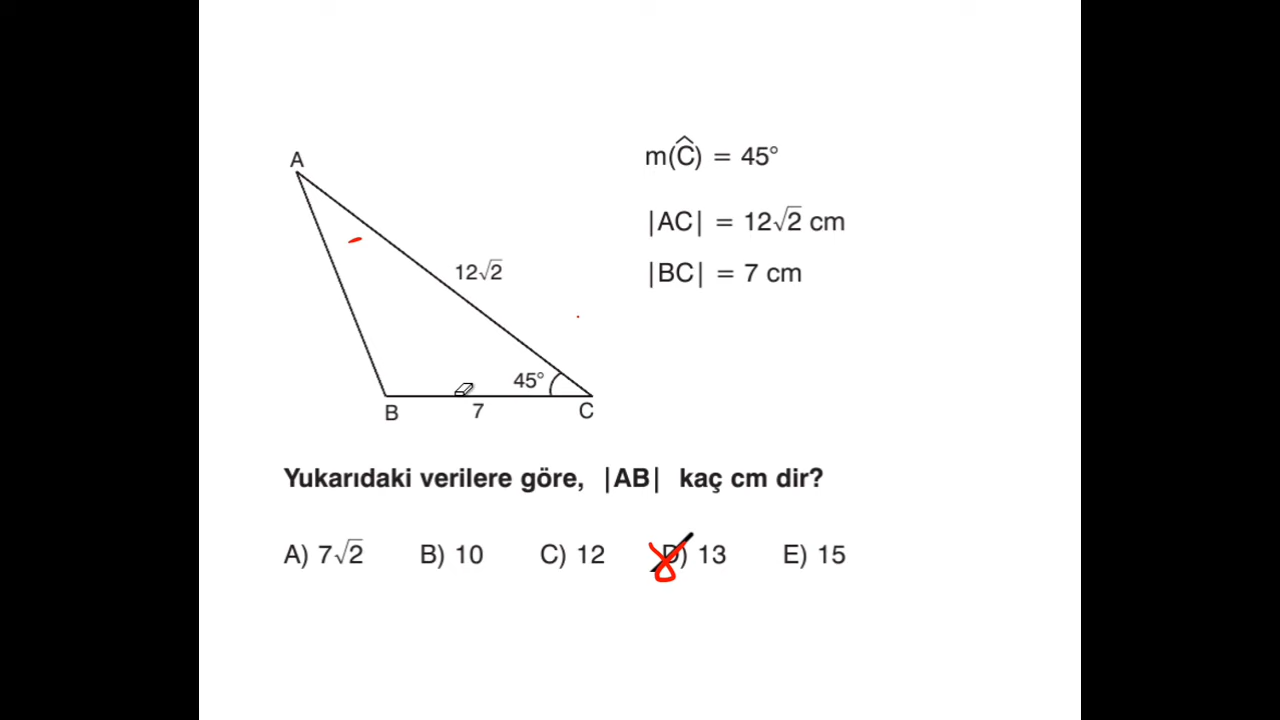 A
m(Ĉ) = 45°
|AC| = 12√2 cm
12√2
|BC| = 7 cm
45°
B
7
C
Yukarıdaki verilere göre, |AB| kaç cm dir?
A) 7√2 B) 10 C) 12 D) 13 E) 15